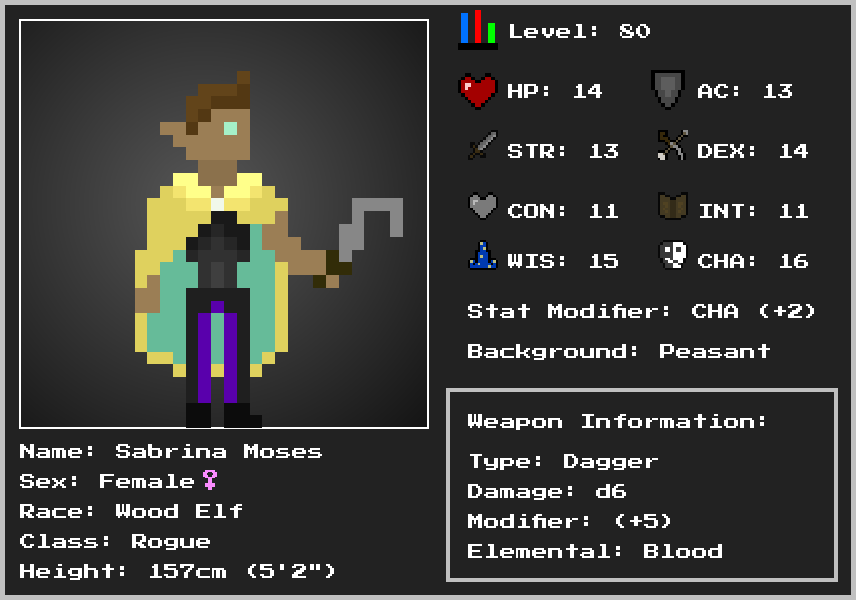 Level: 80
HP: 14
AC: 13
STR: 13
DEX: 14
CON: 11
INT: 11
WIS: 15
CHA: 16
Stat Modifier: CHA (+2)
Background: Peasant
Weapon Information:
Type: Dagger
Damage: d6
Modifier: (+5)
Elemental: Blood
Name: Sabrina Moses
Sex: Female♀
Race: Wood Elf
Class: Rogue
Height: 157cm (5'2")